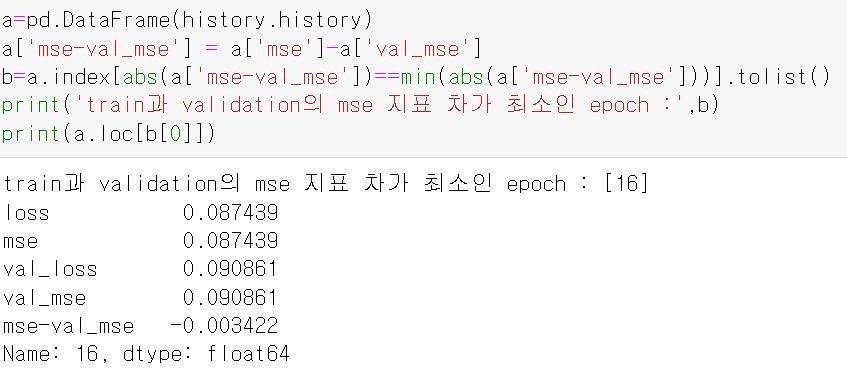 a=pd.DataFrame(history.history)
a['mse-val_mse'] = a['mse']-a['val_mse']
b=a.index[abs(a['mse-val_mse'])==min(abs(a['mse-val_mse']))].tolist()
print('train과 validation의 mse 지표 차가 최소인 epoch :',b)
print(a.loc[b[0]])
train과 validation의 mse 지표 차가 최소인 epoch : [16]
loss 0.087439
mse 0.087439
val_loss 0.090861
val_mse 0.090861
mse-val_mse -0.003422
Name: 16, dtype: float64